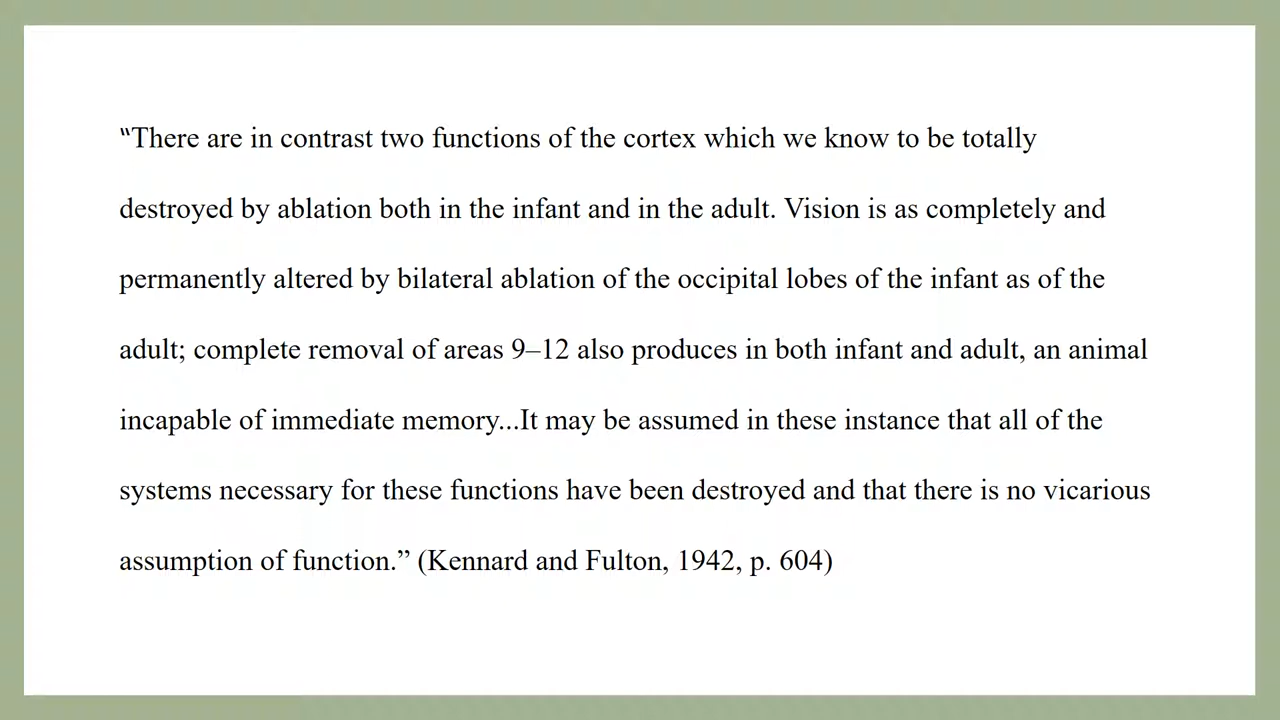 “There are in contrast two functions of the cortex which we know to be totally
destroyed by ablation both in the infant and in the adult. Vision is as completely and
permanently altered by bilateral ablation of the occipital lobes of the infant as of the
adult; complete removal of areas 9–12 also produces in both infant and adult, an animal
incapable of immediate memory...It may be assumed in these instance that all of the
systems necessary for these functions have been destroyed and that there is no vicarious
assumption of function.” (Kennard and Fulton, 1942, p. 604)